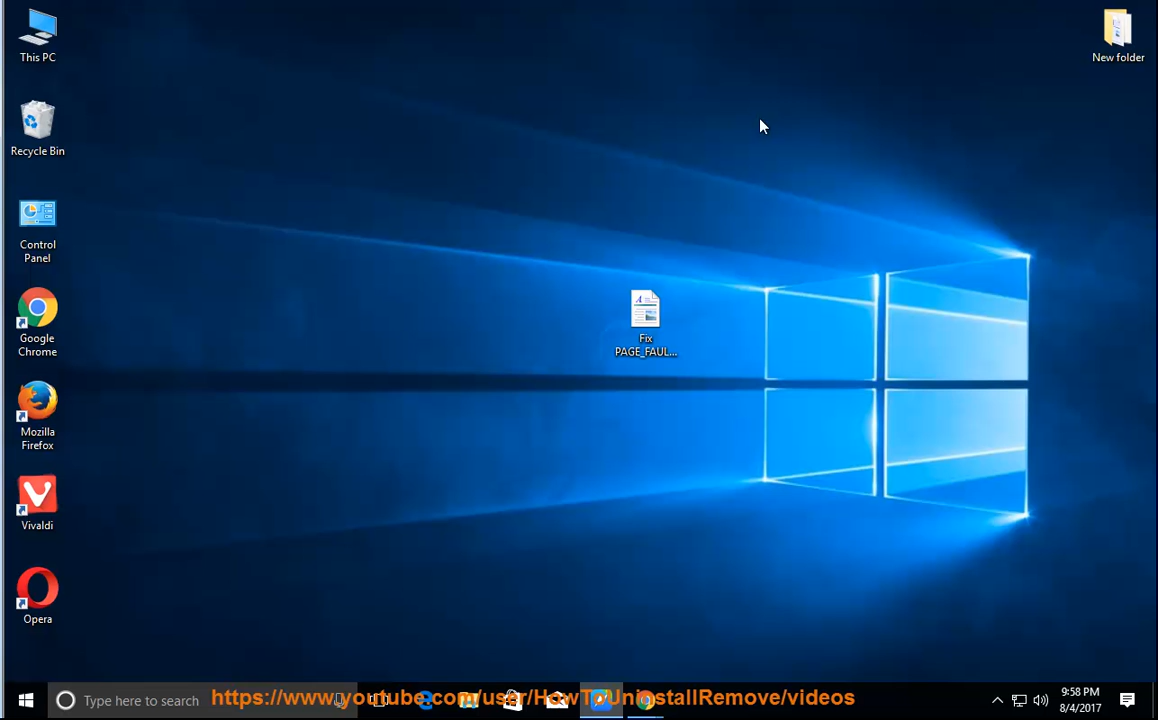 This PC
New folder
Recycle Bin
Control
Panel
Google
Chrome
Fix
PAGE_FAUL...
Mozilla
Firefox
Vivaldi
Opera
Type here to search
https://www.youtube.com/user/HowToUninstallRemove/videos
9:58 PM
8/4/2017